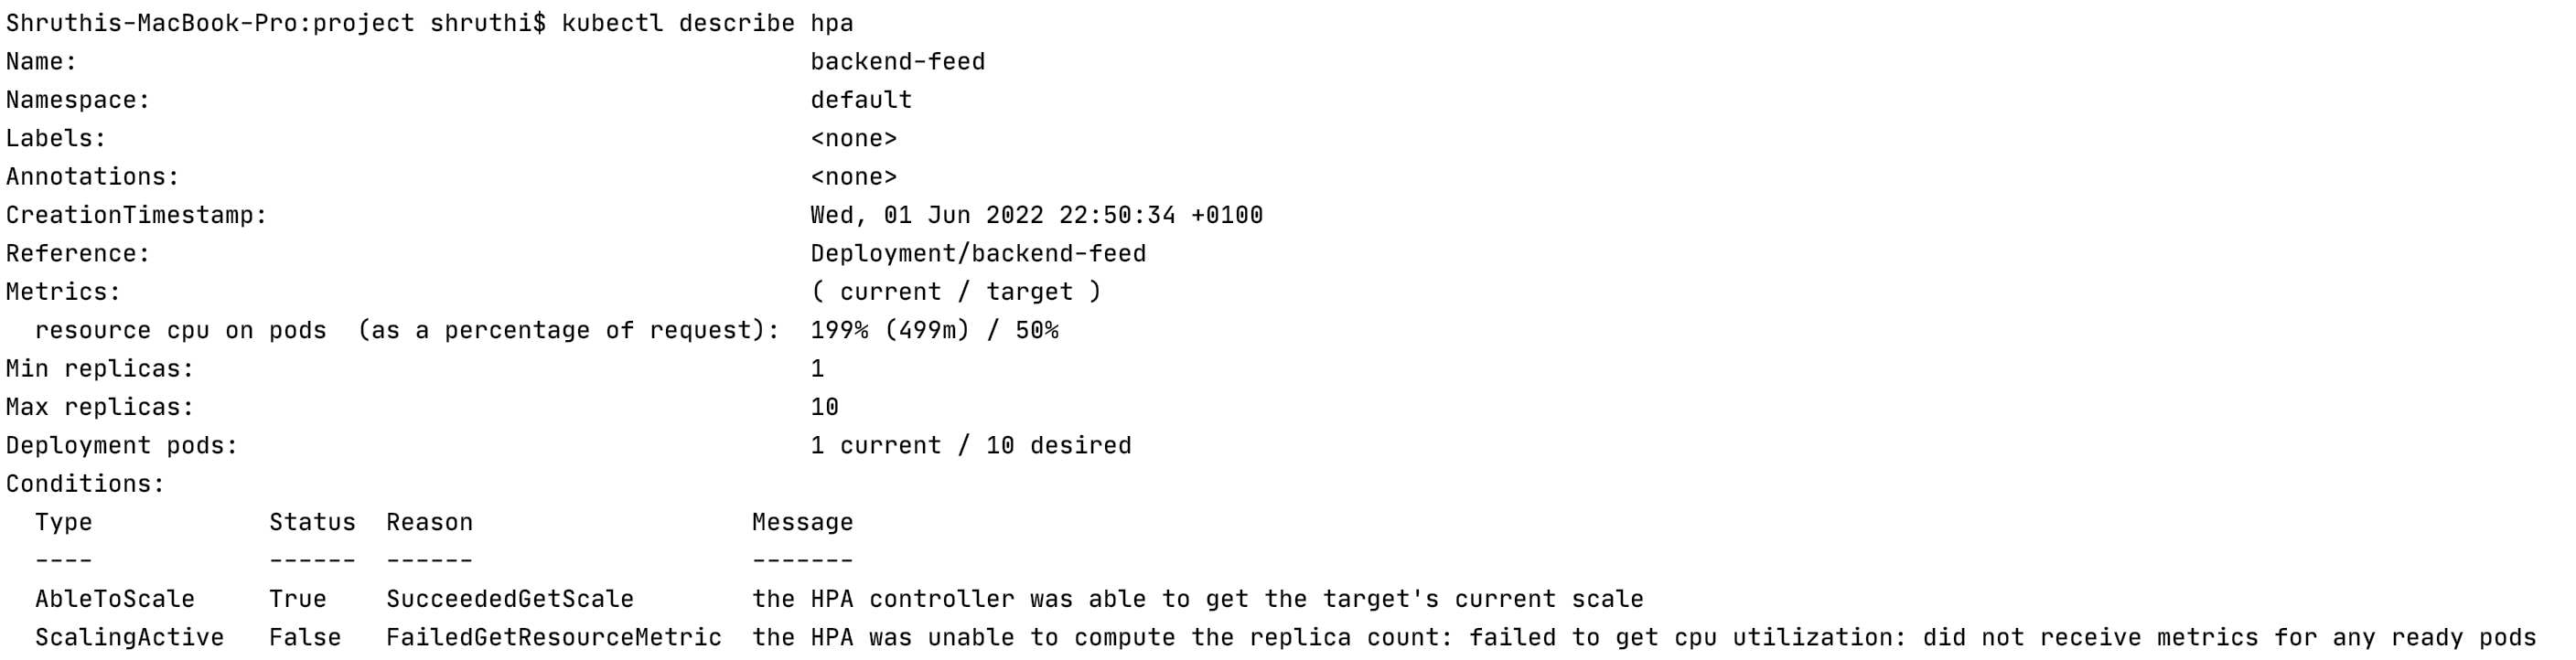 Shruthis-MacBook-Pro:project shruthi$ kubectl describe hpa
Name:                                                  backend-feed
Namespace:                                             default
Labels:                                                <none>
Annotations:                                           <none>
CreationTimestamp:                                     Wed, 01 Jun 2022 22:50:34 +0100
Reference:                                             Deployment/backend-feed
Metrics:                                               ( current / target )
  resource cpu on pods  (as a percentage of request):  199% (499m) / 50%
Min replicas:                                          1
Max replicas:                                          10
Deployment pods:                                       1 current / 10 desired
Conditions:
  Type            Status  Reason                   Message
  ----            ------  ------                   -------
  AbleToScale     True    SucceededGetScale        the HPA controller was able to get the target's current scale
  ScalingActive   False   FailedGetResourceMetric  the HPA was unable to compute the replica count: failed to get cpu utilization: did not receive metrics for any ready pods